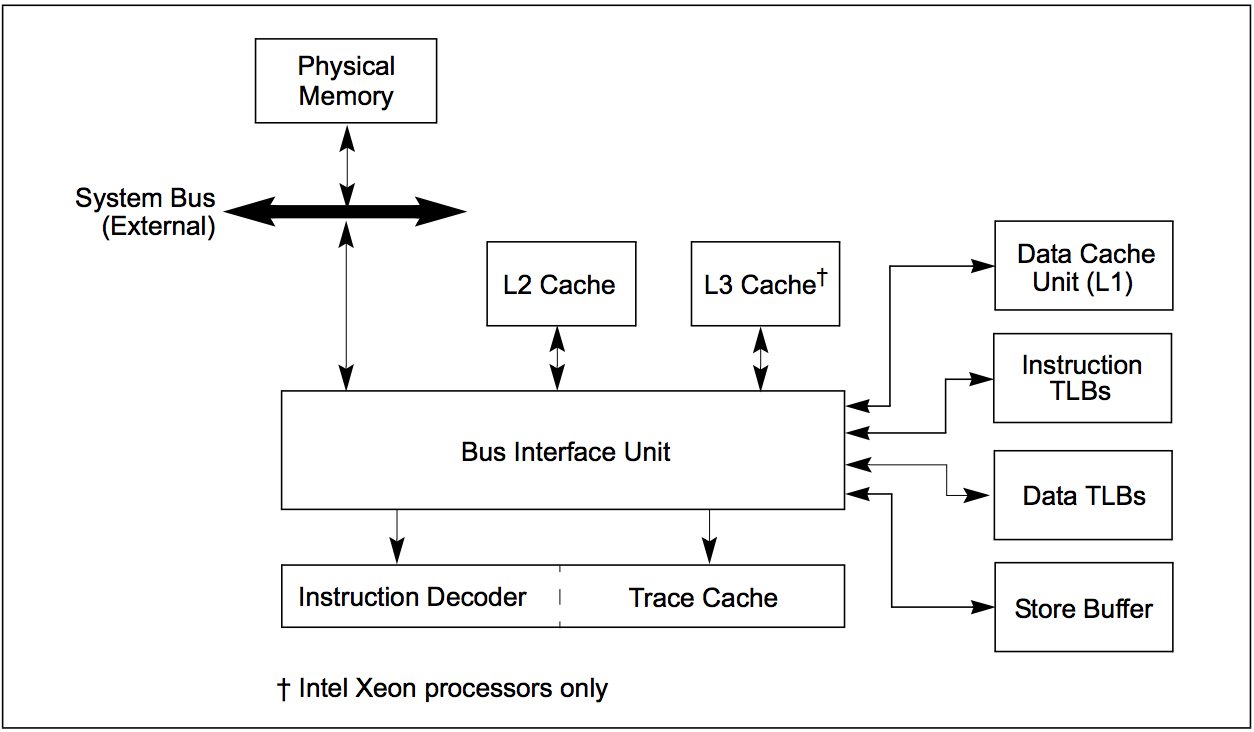 Physical
Memory
System Bus
(External)
L2 Cache
L3 Cache†
Data Cache
Unit (L1)
Instruction
TLBs
Bus Interface Unit
Data TLBs
Instruction Decoder
Trace Cache
Store Buffer
† Intel Xeon processors only